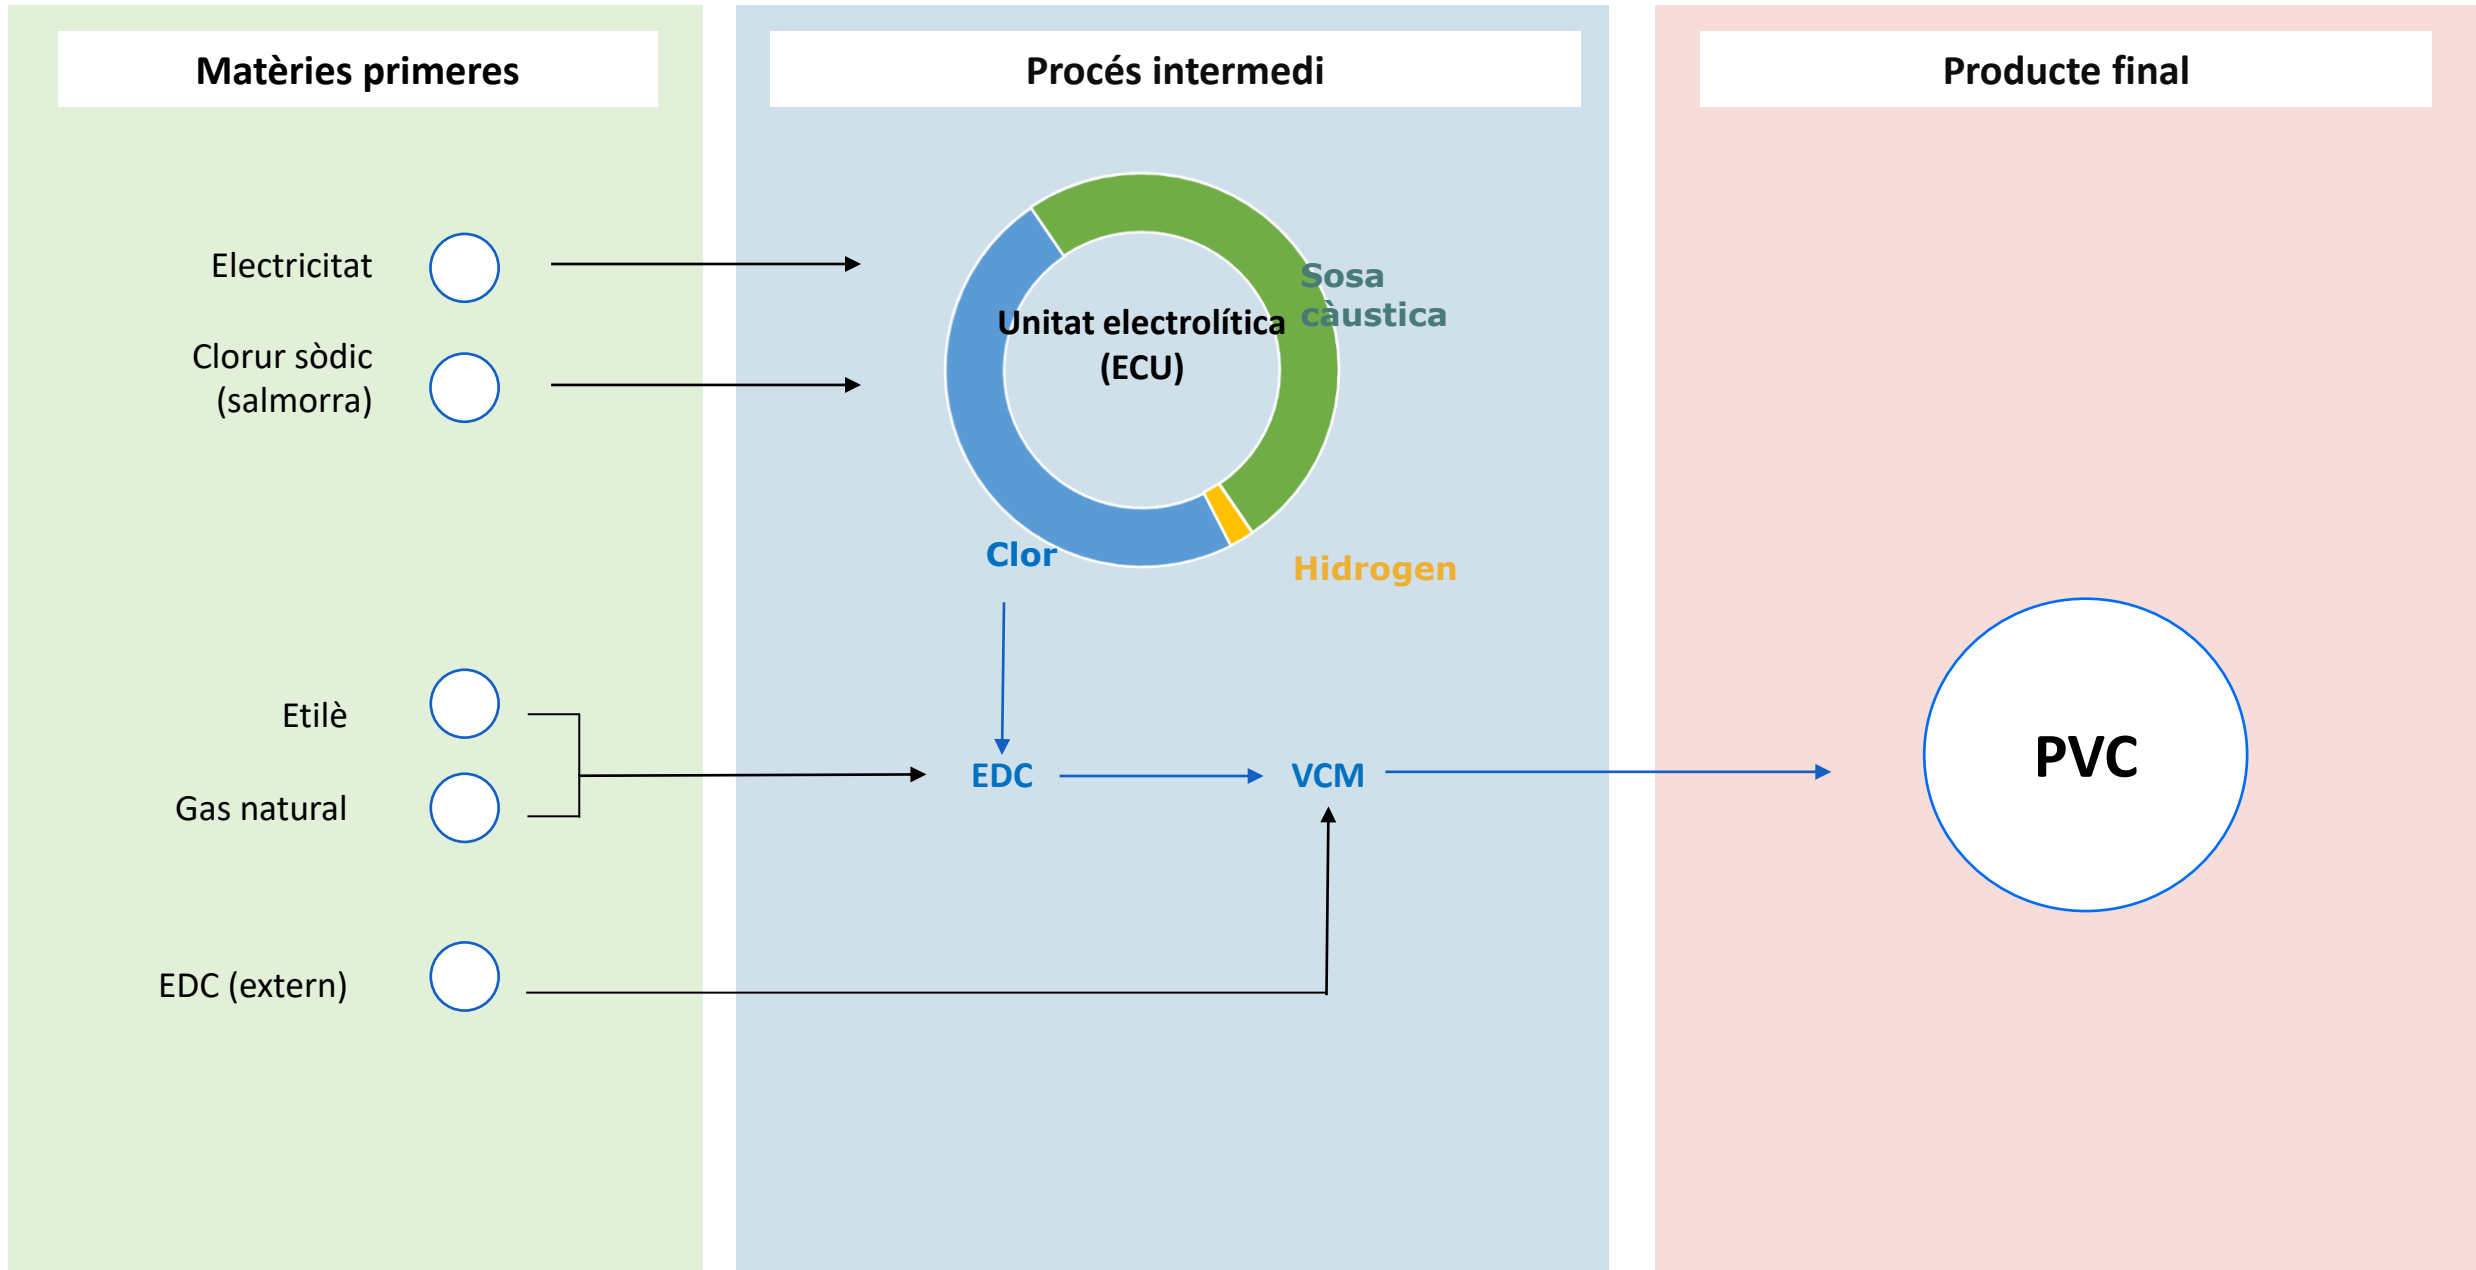 Matèries primeres
Procés intermedi
Producte final
Electricitat
Clorur sòdic
(salmorra)
Unitat electrolítica
(ECU)
Sosa
càustica
Clor
Hidrogen
Etilè
Gas natural
EDC
VCM
PVC
EDC (extern)